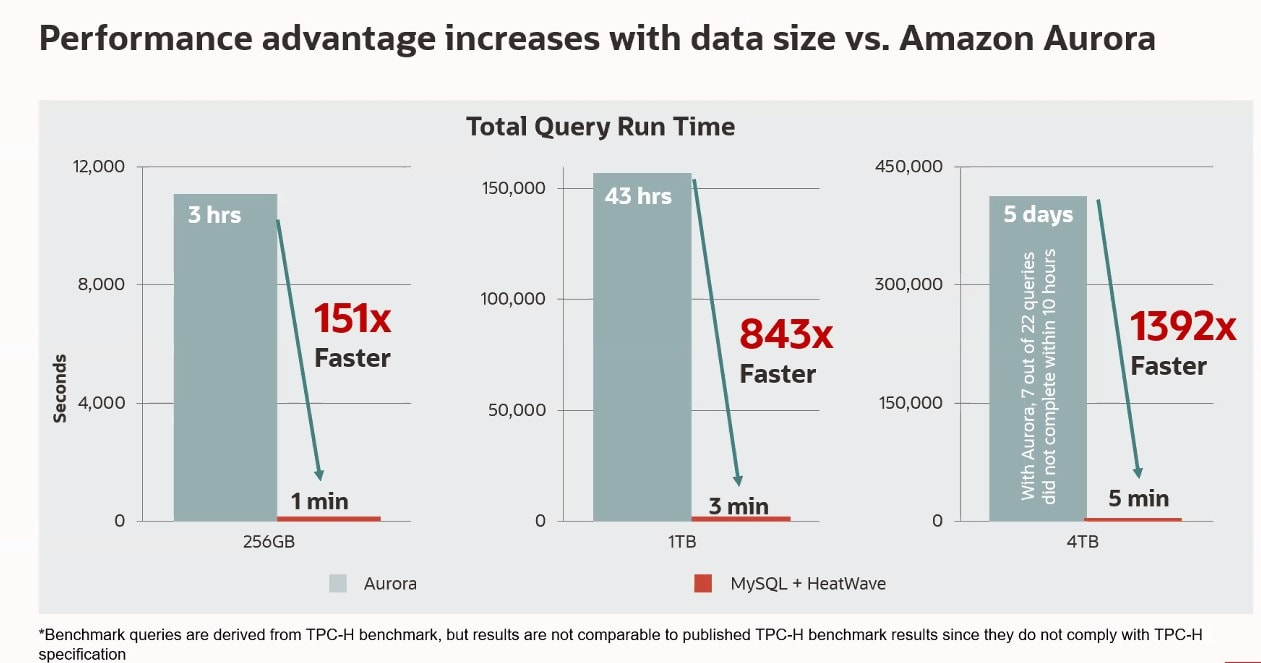 Performance advantage increases with data size vs. Amazon Aurora
Total Query Run Time
Seconds
12,000
8,000
4,000
0
3 hrs
151x
Faster
1 min
256GB
150,000
100,000
50,000
0
43 hrs
843x
Faster
3 min
1TB
450,000
300,000
150,000
0
5 days
With Aurora, 7 out of 22 queries
did not complete within 10 hours
1392x
Faster
5 min
4TB
Aurora
MySQL + HeatWave
*Benchmark queries are derived from TPC-H benchmark, but results are not comparable to published TPC-H benchmark results since they do not comply with TPC-H
specification